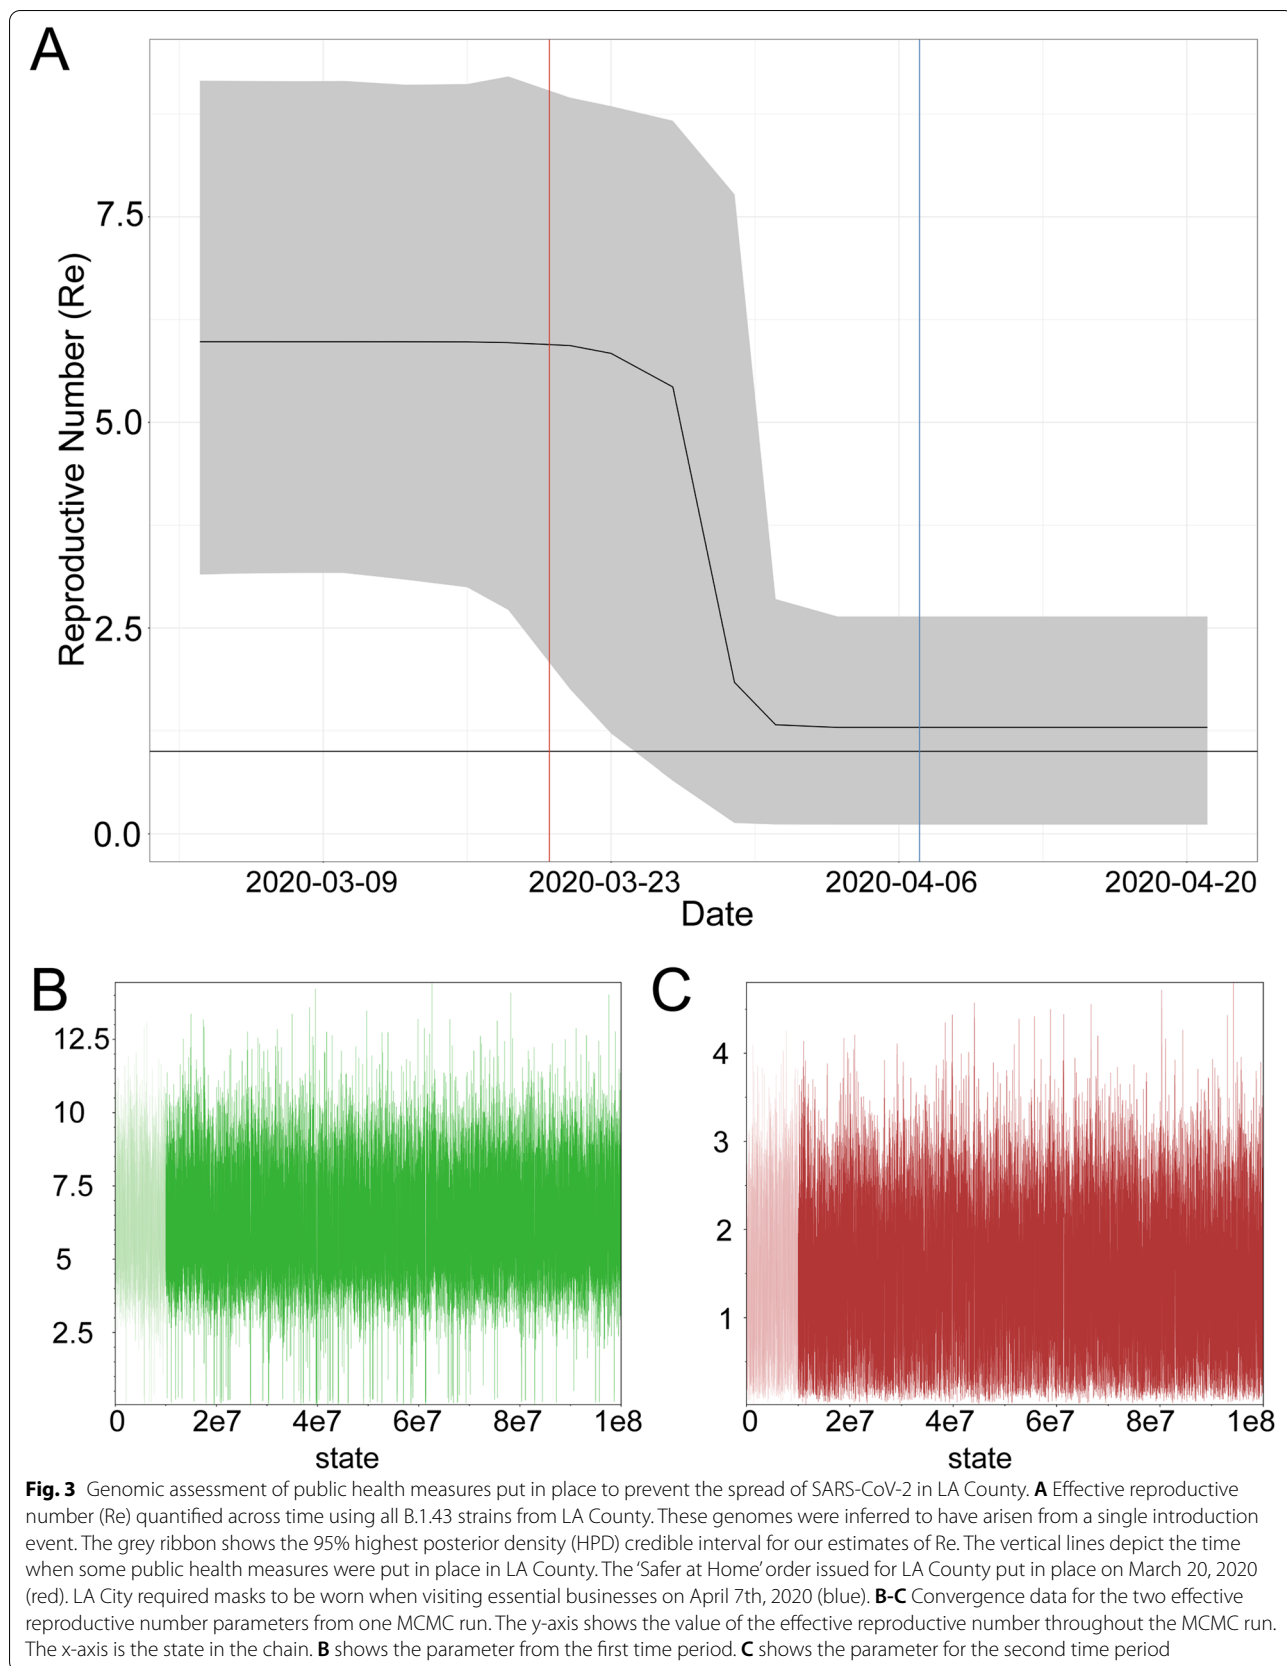 A
Reproductive Number (Re)
7.5
5.0
2.5
0.0
2020-03-09
2020-03-23
2020-04-06
2020-04-20
Date
B
12.5
10
7.5
5
2.5
0
2e7
4e7
6e7
8e7
1e8
state
C
4
3
2
1
0
2e7
4e7
6e7
8e7
1e8
state
Fig. 3 Genomic assessment of public health measures put in place to prevent the spread of SARS-CoV-2 in LA County. A Effective reproductive
number (Re) quantified across time using all B.1.43 strains from LA County. These genomes were inferred to have arisen from a single introduction
event. The grey ribbon shows the 95% highest posterior density (HPD) credible interval for our estimates of Re. The vertical lines depict the time
when some public health measures were put in place in LA County. The ‘Safer at Home’ order issued for LA County put in place on March 20, 2020
(red). LA City required masks to be worn when visiting essential businesses on April 7th, 2020 (blue). B-C Convergence data for the two effective
reproductive number parameters from one MCMC run. The y-axis shows the value of the effective reproductive number throughout the MCMC run.
The x-axis is the state in the chain. B shows the parameter from the first time period. C shows the parameter for the second time period